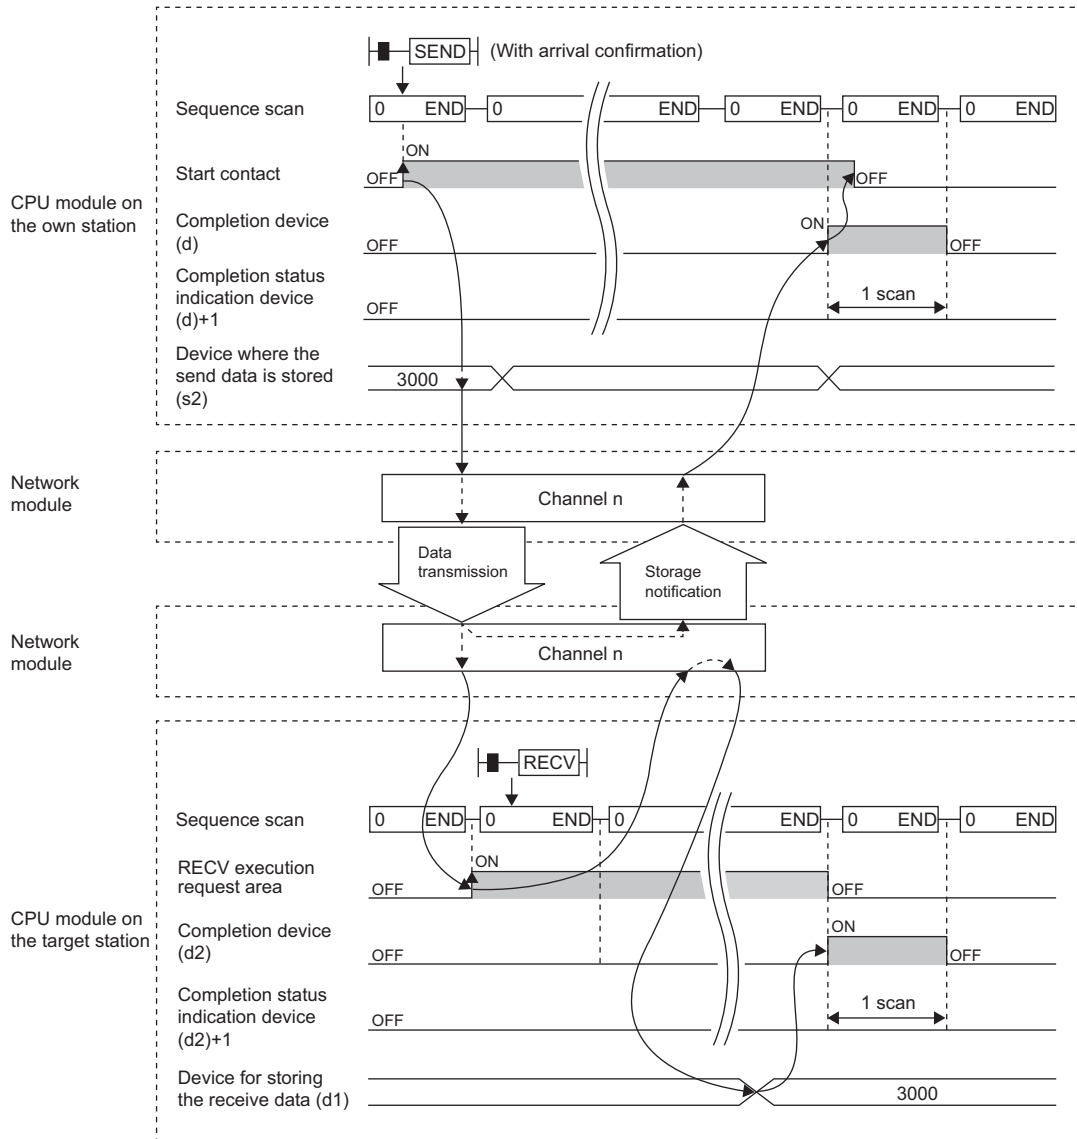 SEND (With arrival confirmation)
Sequence scan
0 END 0 END 0 END 0 END 0 END
ON
Start contact
OFF OFF
CPU module on
the own station
Completion device
(d)
ON
OFF OFF
Completion status
indication device
(d)+1
1 scan
OFF
Device where the
send data is stored
(s2)
3000
Network
module
Channel n
Data
transmission
Storage
notification
Network
module
Channel n
RECV
Sequence scan
0 END 0 END 0 END 0 END 0 END
RECV execution
request area
ON
OFF OFF
CPU module on
the target station
Completion device
(d2)
ON
OFF OFF
Completion status
indication device
(d2)+1
1 scan
OFF
Device for storing
the receive data (d1)
3000